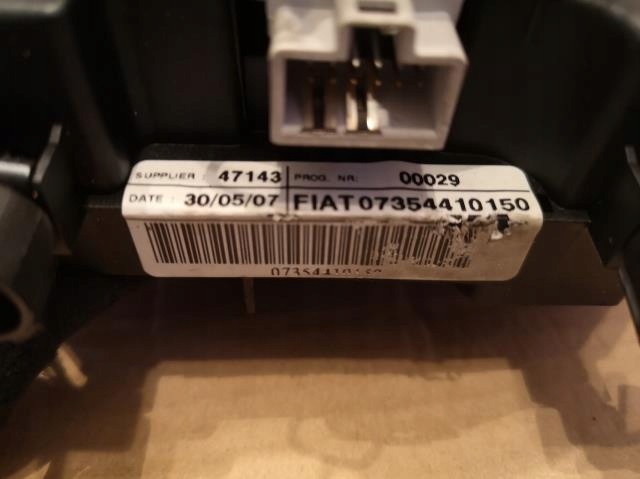 SUPPLIER : 47143 PROG. NR: 00029
DATE : 30/05/07 FIAT 07354410150